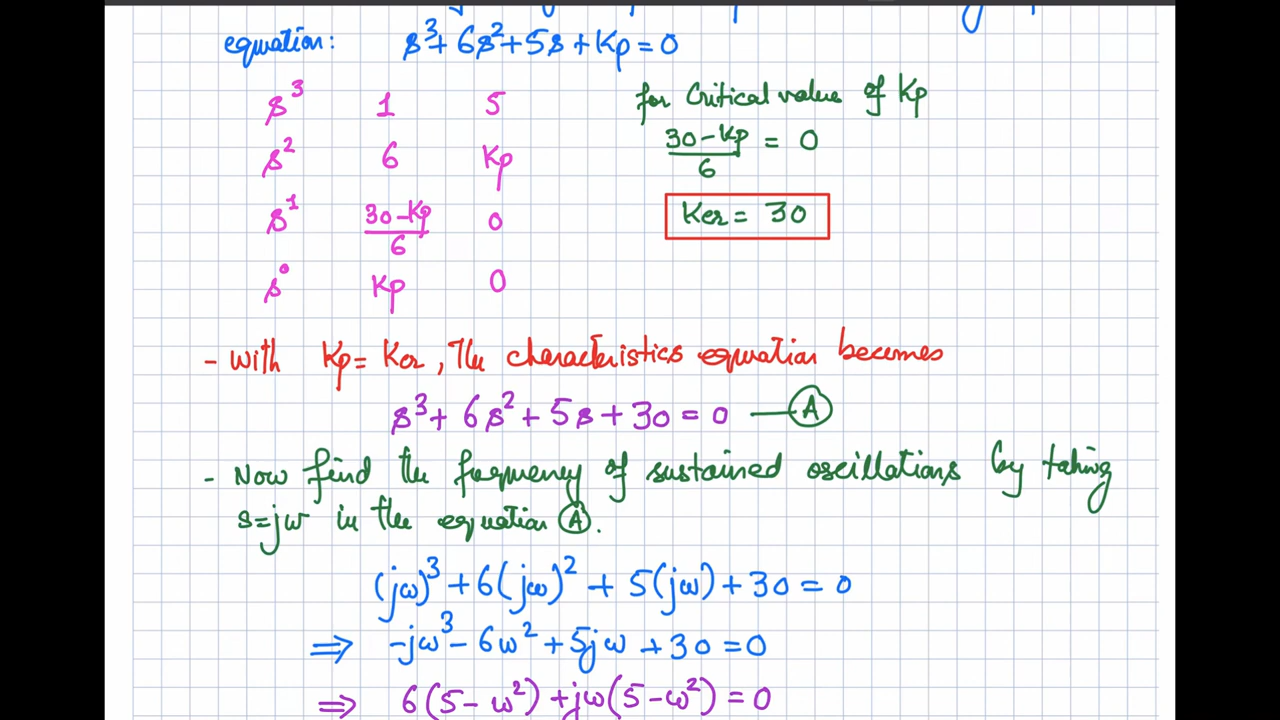 equation: s³+6s²+5s+Kp=0
s³ 1 5
s² 6 Kp
s¹ (30-Kp)/6 0
s⁰ Kp 0
for Critical value of Kp
(30-Kp)/6 = 0
Kcr = 30
- with Kp = Kcr, The characteristics equation becomes
s³+6s²+5s+30=0 — Ⓐ
- Now find the frequency of sustained oscillations by taking
s=jω in the equation Ⓐ.
(jω)³+6(jω)²+5(jω)+30=0
⇒ -jω³-6ω²+5jω+30=0
⇒ 6(5-ω²)+jω(5-ω²)=0